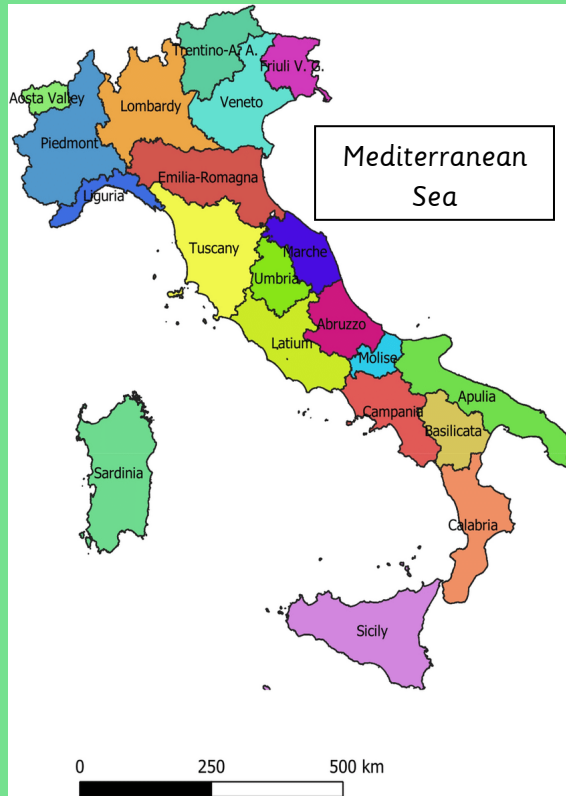 Trentino-A. A.
Friuli V. G.
Aosta Valley
Lombardy
Veneto
Piedmont
Mediterranean
Sea
Emilia-Romagna
Liguria
Tuscany
Marche
Umbria
Abruzzo
Latium
Molise
Apulia
Campania
Basilicata
Sardinia
Calabria
Sicily
0 250 500 km